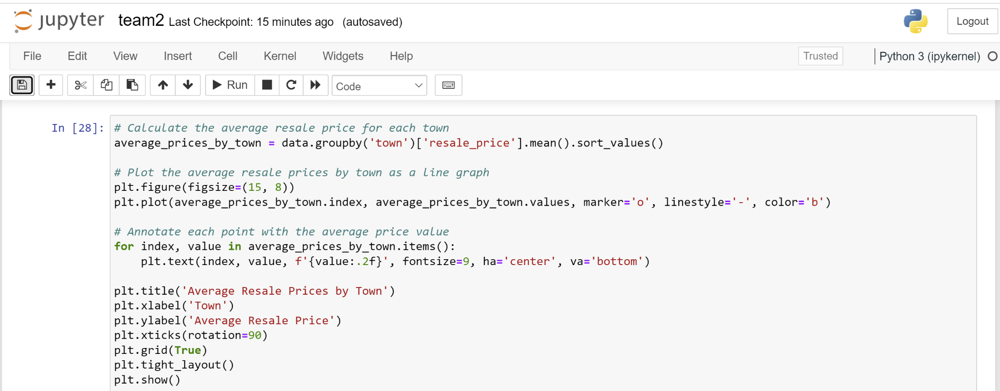 jupyter team2 Last Checkpoint: 15 minutes ago (autosaved) Logout
File Edit View Insert Cell Kernel Widgets Help Trusted Python 3 (ipykernel)
Run Code
In [28]: # Calculate the average resale price for each town
average_prices_by_town = data.groupby('town')['resale_price'].mean().sort_values()

# Plot the average resale prices by town as a line graph
plt.figure(figsize=(15, 8))
plt.plot(average_prices_by_town.index, average_prices_by_town.values, marker='o', linestyle='-', color='b')

# Annotate each point with the average price value
for index, value in average_prices_by_town.items():
    plt.text(index, value, f'{value:.2f}', fontsize=9, ha='center', va='bottom')

plt.title('Average Resale Prices by Town')
plt.xlabel('Town')
plt.ylabel('Average Resale Price')
plt.xticks(rotation=90)
plt.grid(True)
plt.tight_layout()
plt.show()